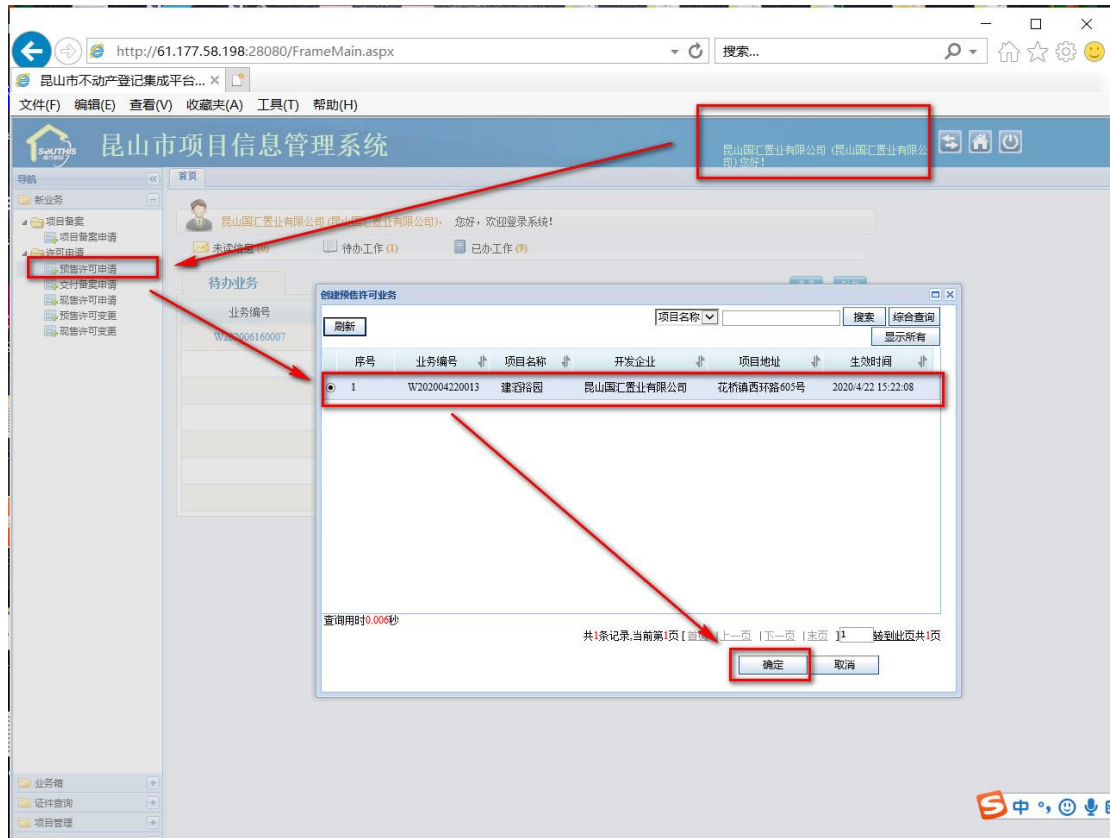 http://61.177.58.198:28080/FrameMain.aspx
搜索...
昆山市不动产登记集成平台... ×
文件(F) 编辑(E) 查看(V) 收藏夹(A) 工具(T) 帮助(H)
SOUTHIS
昆山市项目信息管理系统
昆山国汇置业有限公司 (昆山国汇置业有限公
司) 您好!
导航
首页
新业务
项目备案
项目备案申请
许可申请
预售许可申请
交付备案申请
现售许可申请
预售许可变更
现售许可变更
昆山国汇置业有限公司 (昆山国汇置业有限公司), 您好,欢迎登录系统!
未读信息 (0) 待办工作 (1) 已办工作 (9)
待办业务
业务编号
W202006160007
创建预售许可业务
刷新
项目名称
搜索 综合查询
显示所有
序号 业务编号 项目名称 开发企业 项目地址 生效时间
1 W202004220013 建滔裕园 昆山国汇置业有限公司 花桥镇西环路605号 2020/4/22 15:22:08
查询用时0.006秒
共1条记录,当前第1页 [ 首页 | 上一页 | 下一页 | 末页 ] 1 转到此页共1页
确定 取消
业务箱
证件查询
项目管理
中